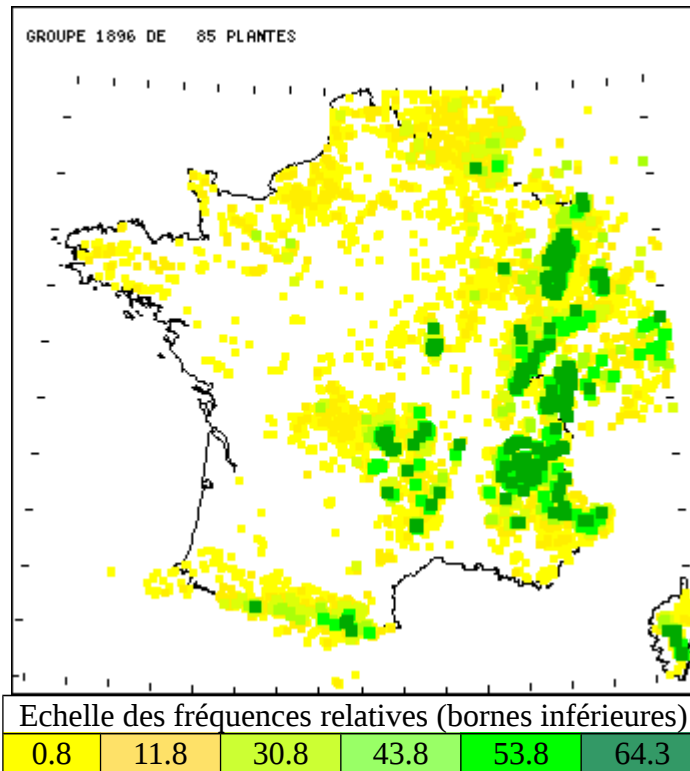 GROUPE 1896 DE 85 PLANTES
Echelle des fréquences relatives (bornes inférieures)
0.8 11.8 30.8 43.8 53.8 64.3